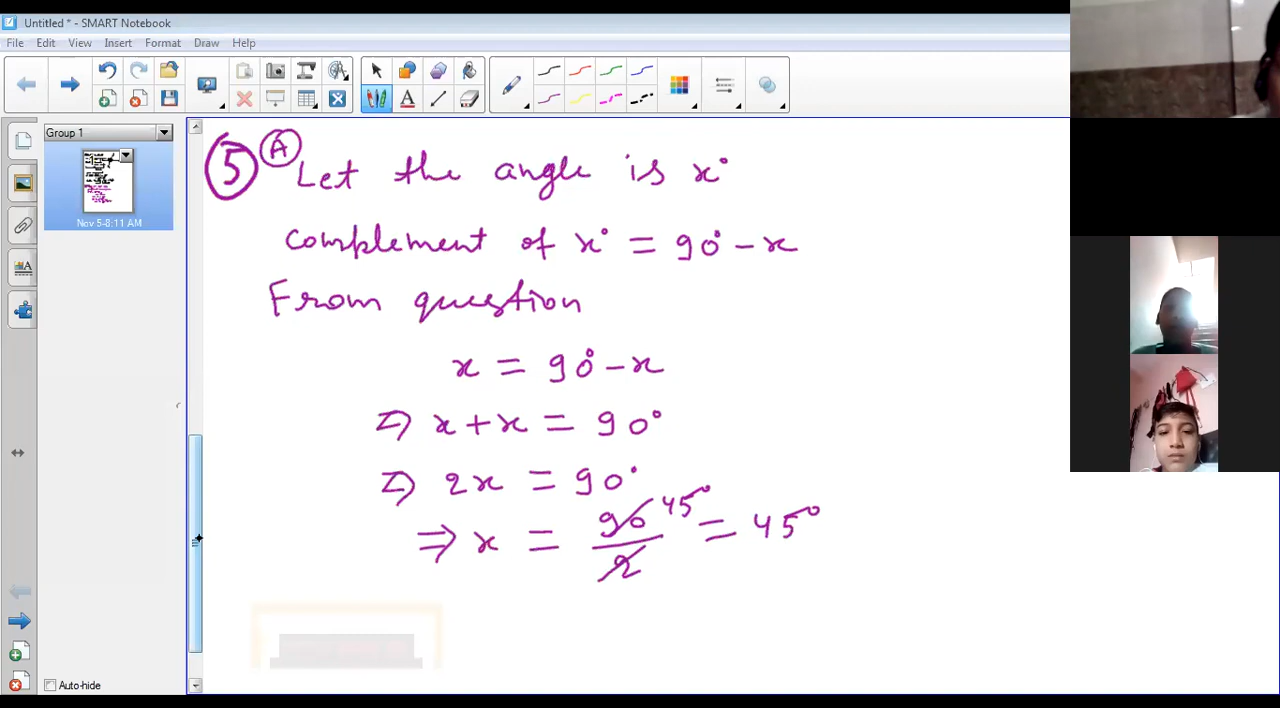 Untitled * - SMART Notebook
File Edit View Insert Format Draw Help
Group 1
Nov 5-8:11 AM
Auto-hide
5 A Let the angle is x°
complement of x° = 90° - x
From question
x = 90° - x
⇒ x + x = 90°
⇒ 2x = 90°
⇒ x = 90/2 45° = 45°